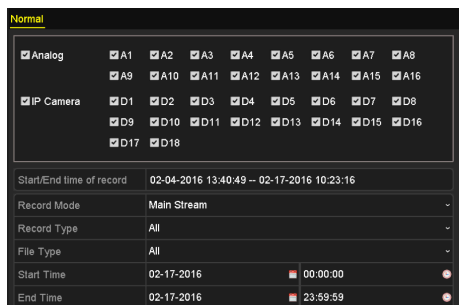 Normal
Analog A1 A2 A3 A4 A5 A6 A7 A8
A9 A10 A11 A12 A13 A14 A15 A16
IP Camera D1 D2 D3 D4 D5 D6 D7 D8
D9 D10 D11 D12 D13 D14 D15 D16
D17 D18
Start/End time of record 02-04-2016 13:40:49 -- 02-17-2016 10:23:16
Record Mode Main Stream
Record Type All
File Type All
Start Time 02-17-2016 00:00:00
End Time 02-17-2016 23:59:59